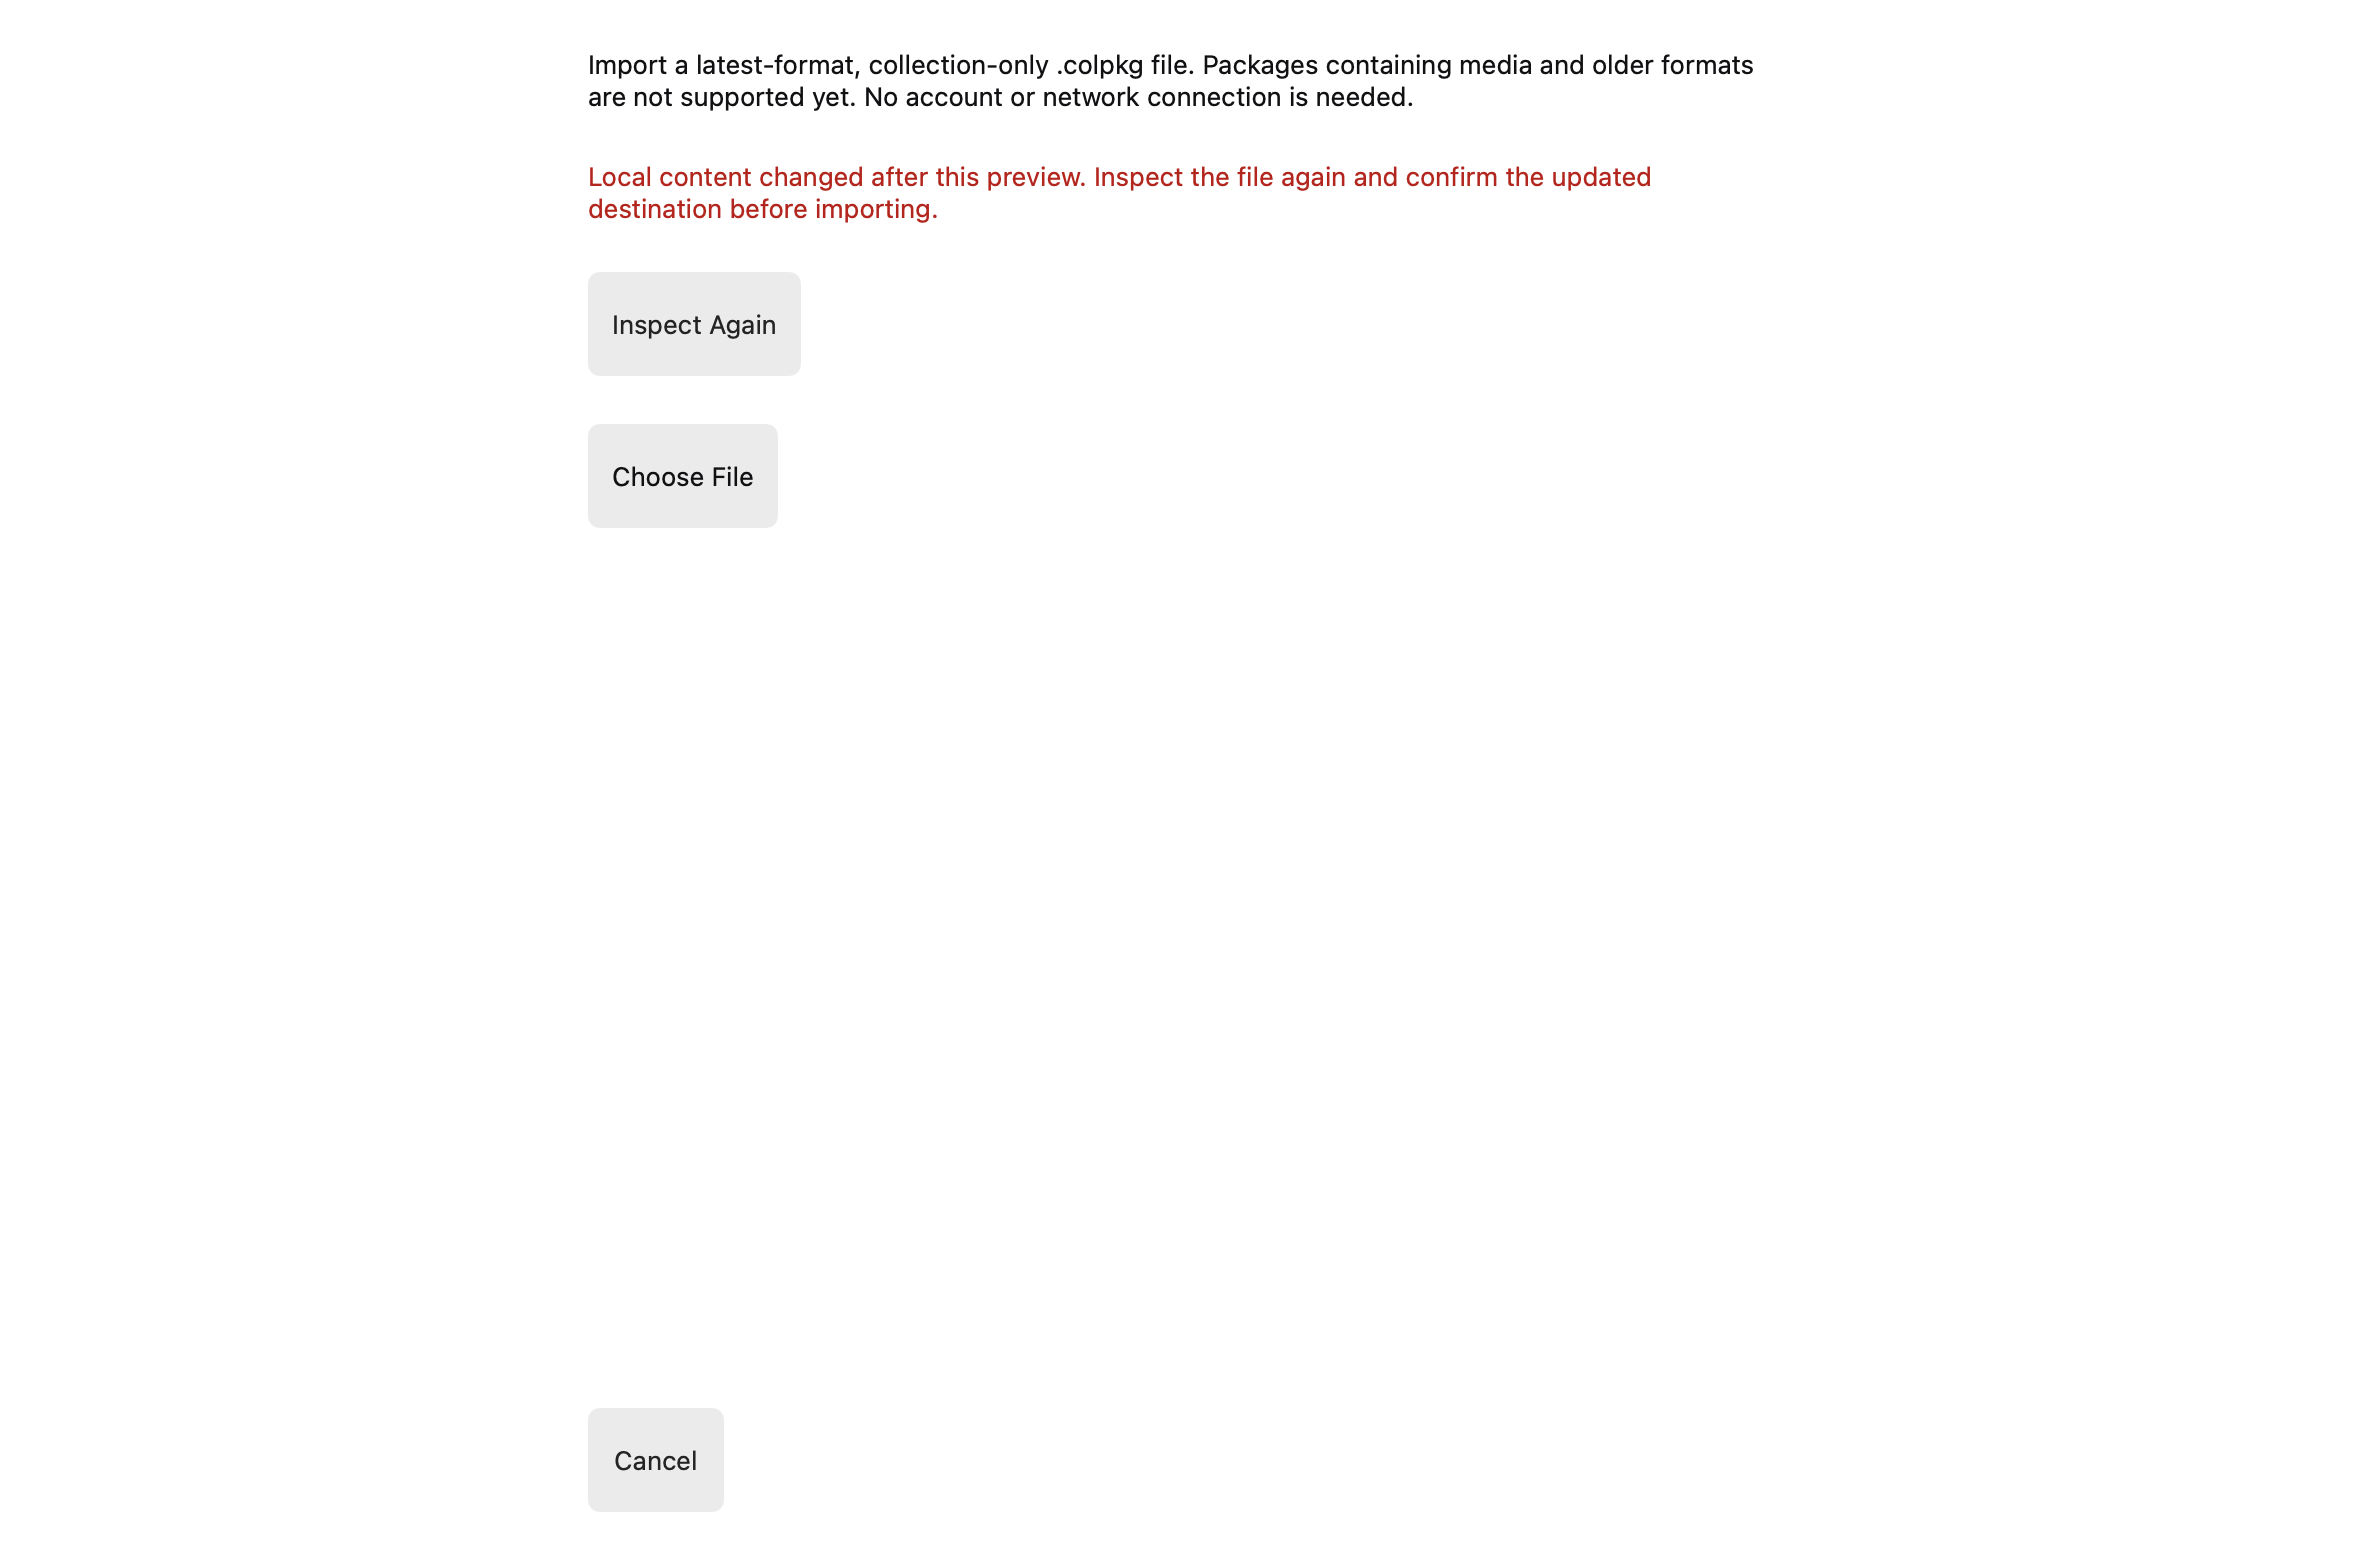 Import a latest-format, collection-only .colpkg file. Packages containing media and older formats
are not supported yet. No account or network connection is needed.
Local content changed after this preview. Inspect the file again and confirm the updated
destination before importing.
Inspect Again
Choose File
Cancel